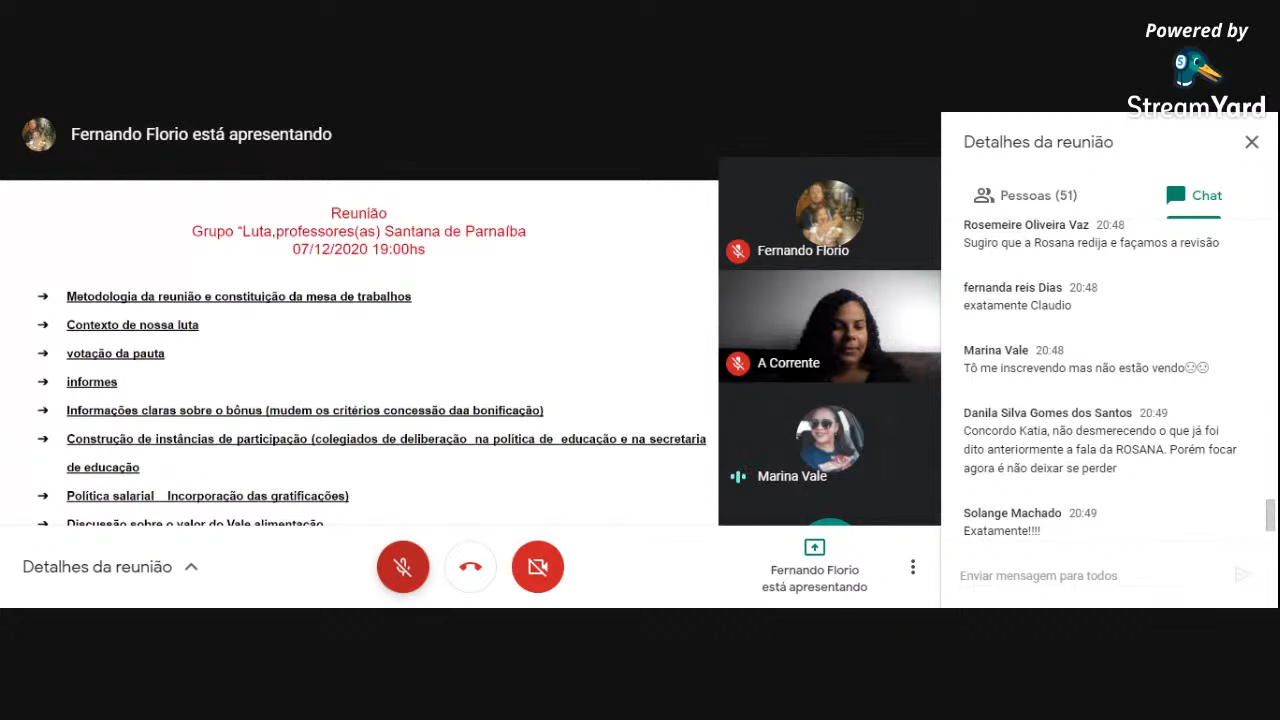 Powered by
StreamYard
Fernando Florio está apresentando
Reunião
Grupo “Luta,professores(as) Santana de Parnaíba
07/12/2020 19:00hs
➔ Metodologia da reunião e constituição da mesa de trabalhos
➔ Contexto de nossa luta
➔ votação da pauta
➔ informes
➔ Informações claras sobre o bônus (mudem os critérios concessão daa bonificação)
➔ Construção de instâncias de participação (colegiados de deliberação na política de educação e na secretaria
de educação
➔ Política salarial Incorporação das gratificações)
➔ Discussão sobre o valor do Vale alimentação
Fernando Florio
A Corrente
Marina Vale
Detalhes da reunião
Pessoas (51)
Chat
Rosemeire Oliveira Vaz 20:48
Sugiro que a Rosana redija e façamos a revisão
fernanda reis Dias 20:48
exatamente Claudio
Marina Vale 20:48
Tô me inscrevendo mas não estão vendo
Danila Silva Gomes dos Santos 20:49
Concordo Katia, não desmerecendo o que já foi
dito anteriormente a fala da ROSANA. Porém focar
agora é não deixar se perder
Solange Machado 20:49
Exatamente!!!!
Enviar mensagem para todos
Detalhes da reunião
Fernando Florio
está apresentando